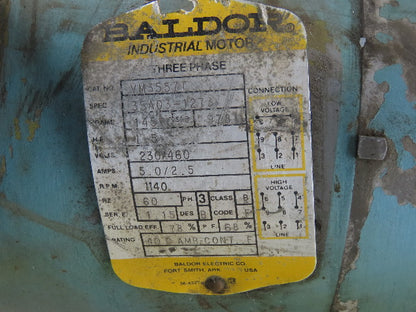 BALDOR
INDUSTRIAL MOTOR
THREE PHASE
CAT. NO. VM3557T
SPEC.
FRAME
H.P.
VOLTS 230/460
AMPS. 5.0/2.5
R.P.M. 1140
HZ 60 PH. 3 CLASS B
SER. F. 1.15 DES B CODE
FULL LOAD EFF. 78 % P F. 68 %
RATING 40 C AMB-CONT
CONNECTION
LOW VOLTAGE
LINE
HIGH VOLTAGE
LINE
BALDOR ELECTRIC CO.
FORT SMITH, ARK. USA